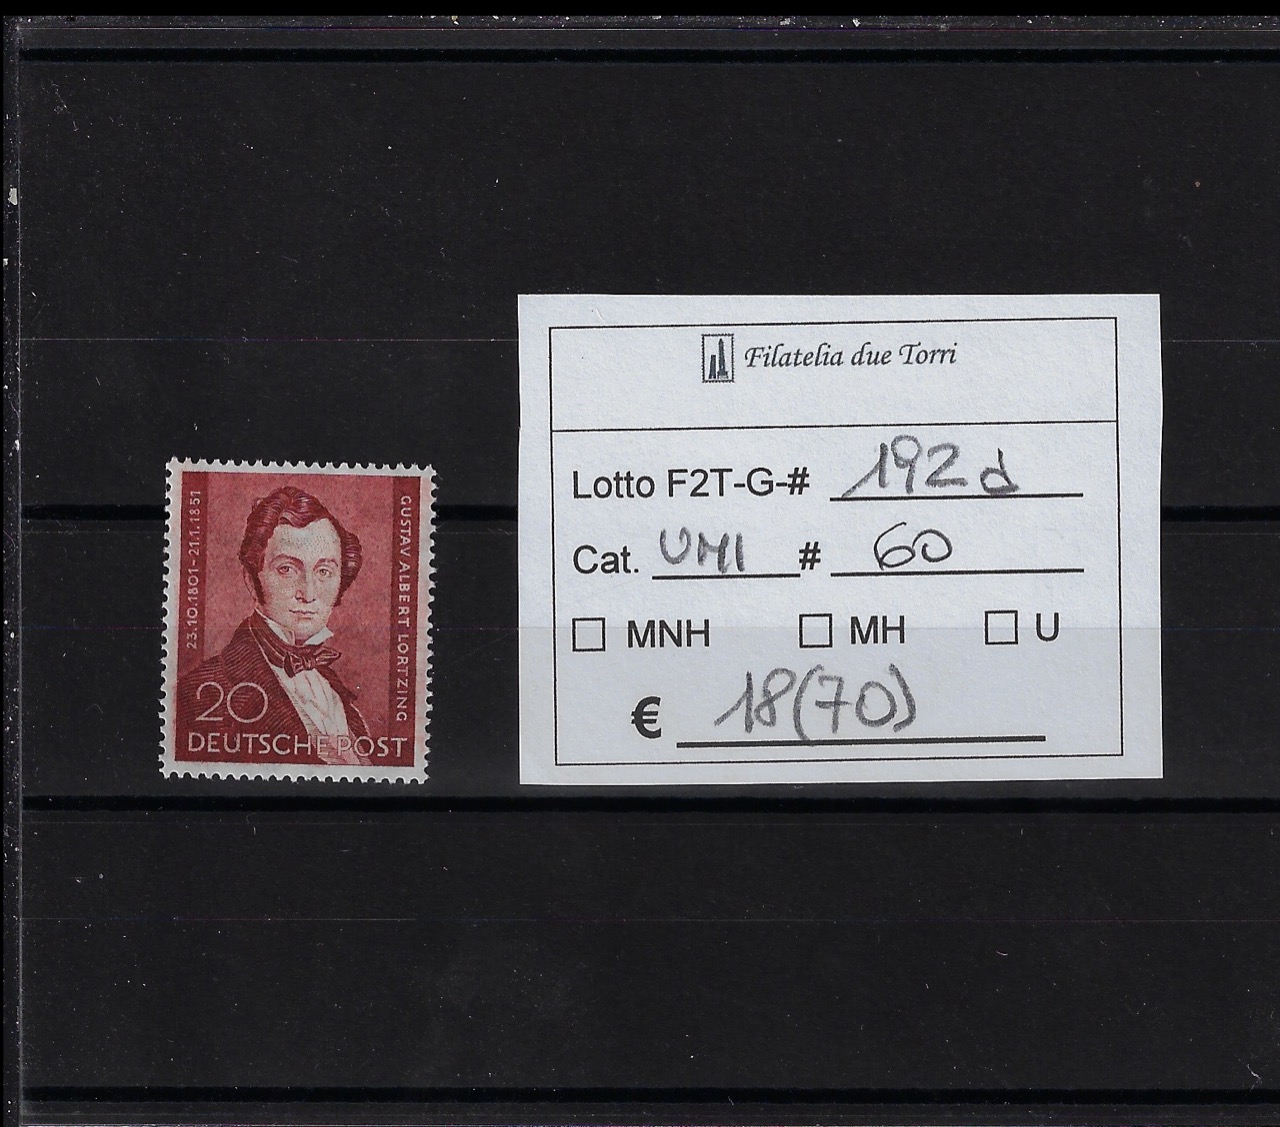 23.10.1801-21.1.1851
GUSTAV ALBERT LORTZING
20
DEUTSCHE POST
Filatelia due Torri
Lotto F2T-G-# 192 d
Cat. UNI # 60
MNH MH U
€ 18(70)